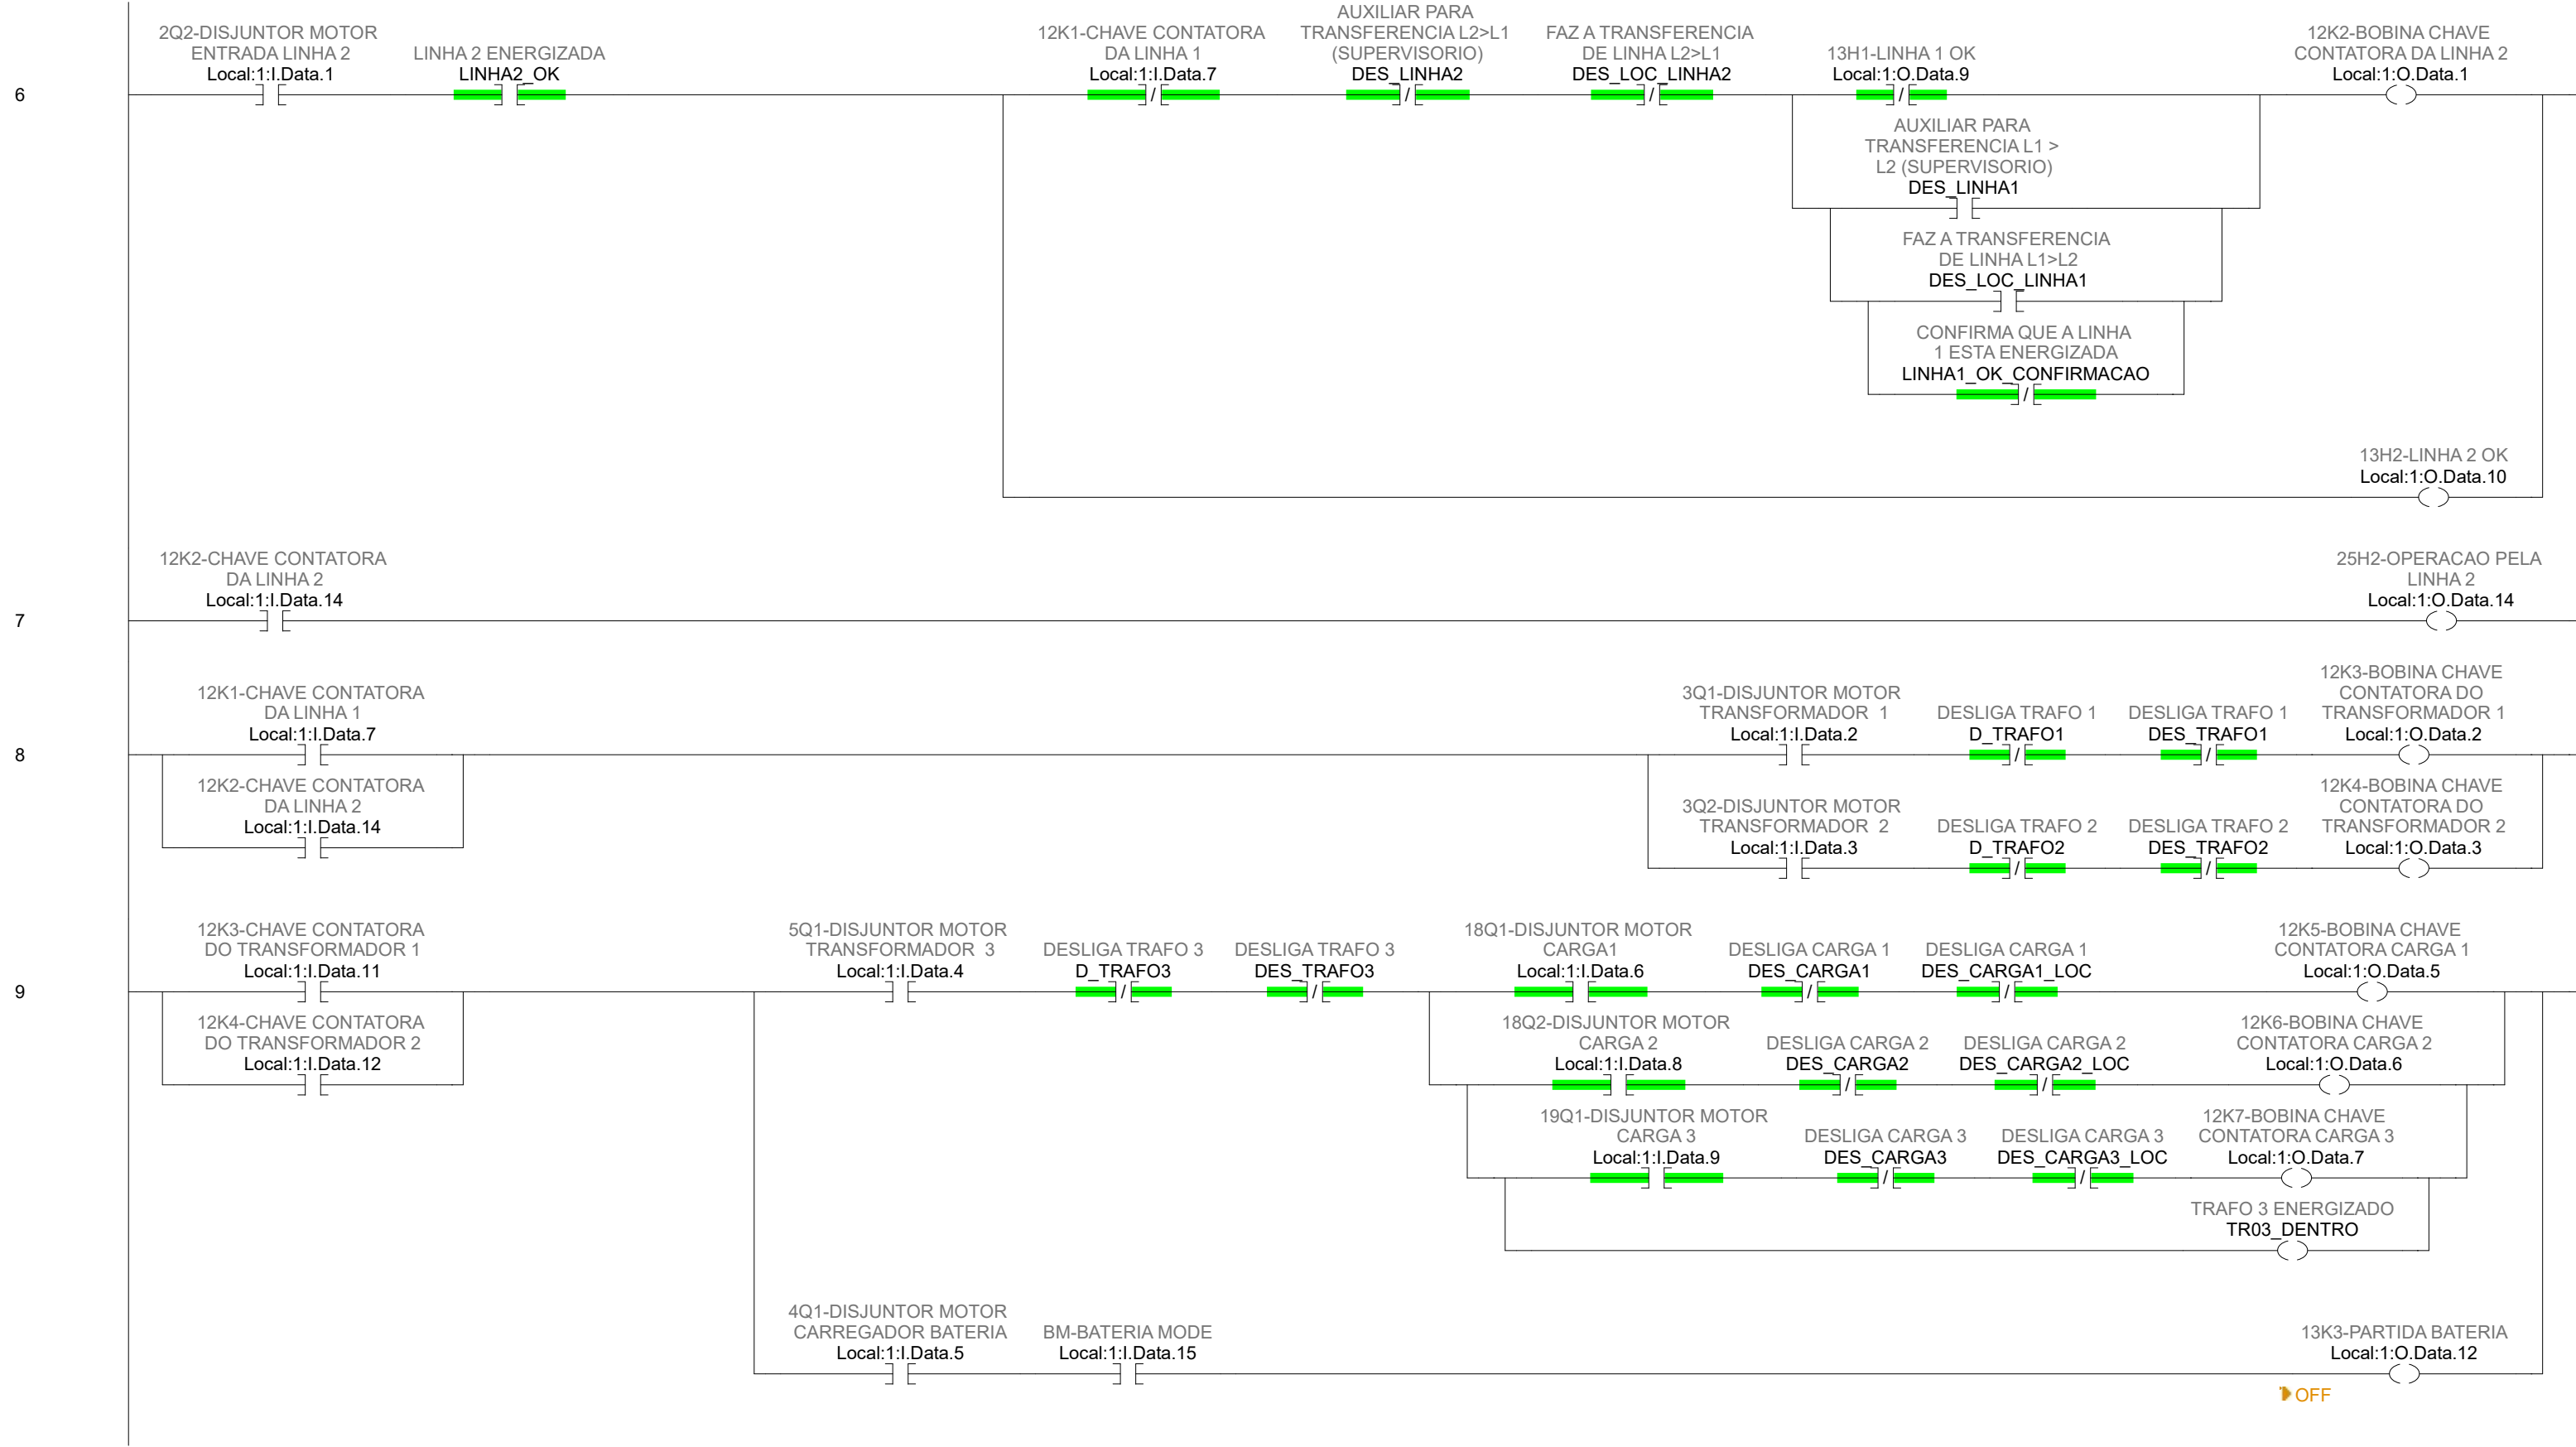 6
2Q2-DISJUNTOR MOTOR
ENTRADA LINHA 2
Local:1:I.Data.1
LINHA 2 ENERGIZADA
LINHA2_OK
12K1-CHAVE CONTATORA
DA LINHA 1
Local:1:I.Data.7
AUXILIAR PARA
TRANSFERENCIA L2>L1
(SUPERVISORIO)
DES_LINHA2
FAZ A TRANSFERENCIA
DE LINHA L2>L1
DES_LOC_LINHA2
13H1-LINHA 1 OK
Local:1:O.Data.9
12K2-BOBINA CHAVE
CONTATORA DA LINHA 2
Local:1:O.Data.1
AUXILIAR PARA
TRANSFERENCIA L1 >
L2 (SUPERVISORIO)
DES_LINHA1
FAZ A TRANSFERENCIA
DE LINHA L1>L2
DES_LOC_LINHA1
CONFIRMA QUE A LINHA
1 ESTA ENERGIZADA
LINHA1_OK_CONFIRMACAO
13H2-LINHA 2 OK
Local:1:O.Data.10
7
12K2-CHAVE CONTATORA
DA LINHA 2
Local:1:I.Data.14
25H2-OPERACAO PELA
LINHA 2
Local:1:O.Data.14
8
12K1-CHAVE CONTATORA
DA LINHA 1
Local:1:I.Data.7
3Q1-DISJUNTOR MOTOR
TRANSFORMADOR  1
Local:1:I.Data.2
DESLIGA TRAFO 1
D_TRAFO1
DESLIGA TRAFO 1
DES_TRAFO1
12K3-BOBINA CHAVE
CONTATORA DO
TRANSFORMADOR 1
Local:1:O.Data.2
12K2-CHAVE CONTATORA
DA LINHA 2
Local:1:I.Data.14
3Q2-DISJUNTOR MOTOR
TRANSFORMADOR  2
Local:1:I.Data.3
DESLIGA TRAFO 2
D_TRAFO2
DESLIGA TRAFO 2
DES_TRAFO2
12K4-BOBINA CHAVE
CONTATORA DO
TRANSFORMADOR 2
Local:1:O.Data.3
9
12K3-CHAVE CONTATORA
DO TRANSFORMADOR 1
Local:1:I.Data.11
5Q1-DISJUNTOR MOTOR
TRANSFORMADOR  3
Local:1:I.Data.4
DESLIGA TRAFO 3
D_TRAFO3
DESLIGA TRAFO 3
DES_TRAFO3
18Q1-DISJUNTOR MOTOR
CARGA1
Local:1:I.Data.6
DESLIGA CARGA 1
DES_CARGA1
DESLIGA CARGA 1
DES_CARGA1_LOC
12K5-BOBINA CHAVE
CONTATORA CARGA 1
Local:1:O.Data.5
12K4-CHAVE CONTATORA
DO TRANSFORMADOR 2
Local:1:I.Data.12
18Q2-DISJUNTOR MOTOR
CARGA 2
Local:1:I.Data.8
DESLIGA CARGA 2
DES_CARGA2
DESLIGA CARGA 2
DES_CARGA2_LOC
12K6-BOBINA CHAVE
CONTATORA CARGA 2
Local:1:O.Data.6
19Q1-DISJUNTOR MOTOR
CARGA 3
Local:1:I.Data.9
DESLIGA CARGA 3
DES_CARGA3
DESLIGA CARGA 3
DES_CARGA3_LOC
12K7-BOBINA CHAVE
CONTATORA CARGA 3
Local:1:O.Data.7
TRAFO 3 ENERGIZADO
TR03_DENTRO
4Q1-DISJUNTOR MOTOR
CARREGADOR BATERIA
Local:1:I.Data.5
BM-BATERIA MODE
Local:1:I.Data.15
13K3-PARTIDA BATERIA
Local:1:O.Data.12
OFF